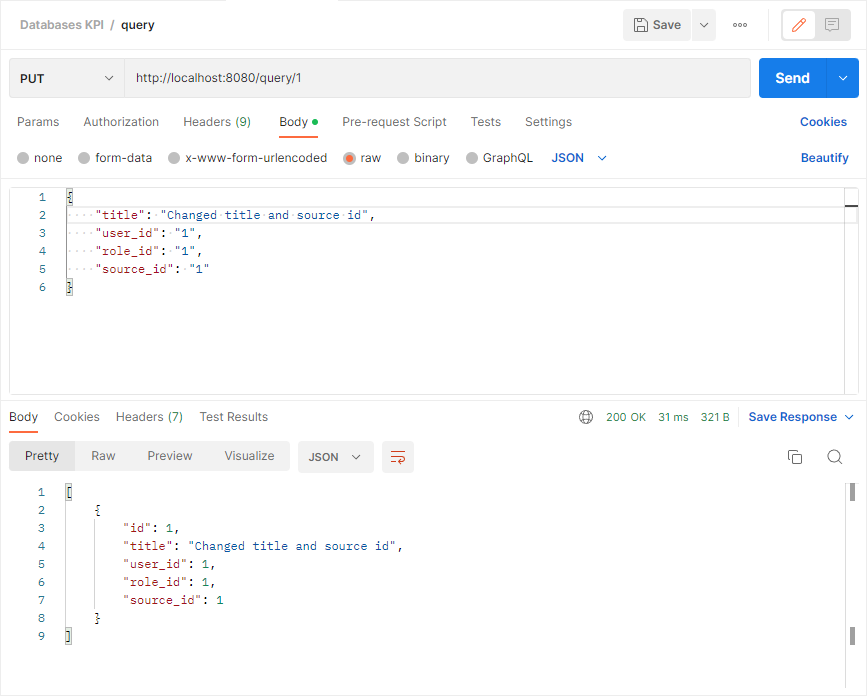 Databases KPI / query
Save
PUT http://localhost:8080/query/1 Send
Params Authorization Headers (9) Body Pre-request Script Tests Settings Cookies
none form-data x-www-form-urlencoded raw binary GraphQL JSON Beautify
1 {
2 "title": "Changed title and source id",
3 "user_id": "1",
4 "role_id": "1",
5 "source_id": "1"
6 }
Body Cookies Headers (7) Test Results 200 OK 31 ms 321 B Save Response
Pretty Raw Preview Visualize JSON
1 [
2 {
3 "id": 1,
4 "title": "Changed title and source id",
5 "user_id": 1,
6 "role_id": 1,
7 "source_id": 1
8 }
9 ]